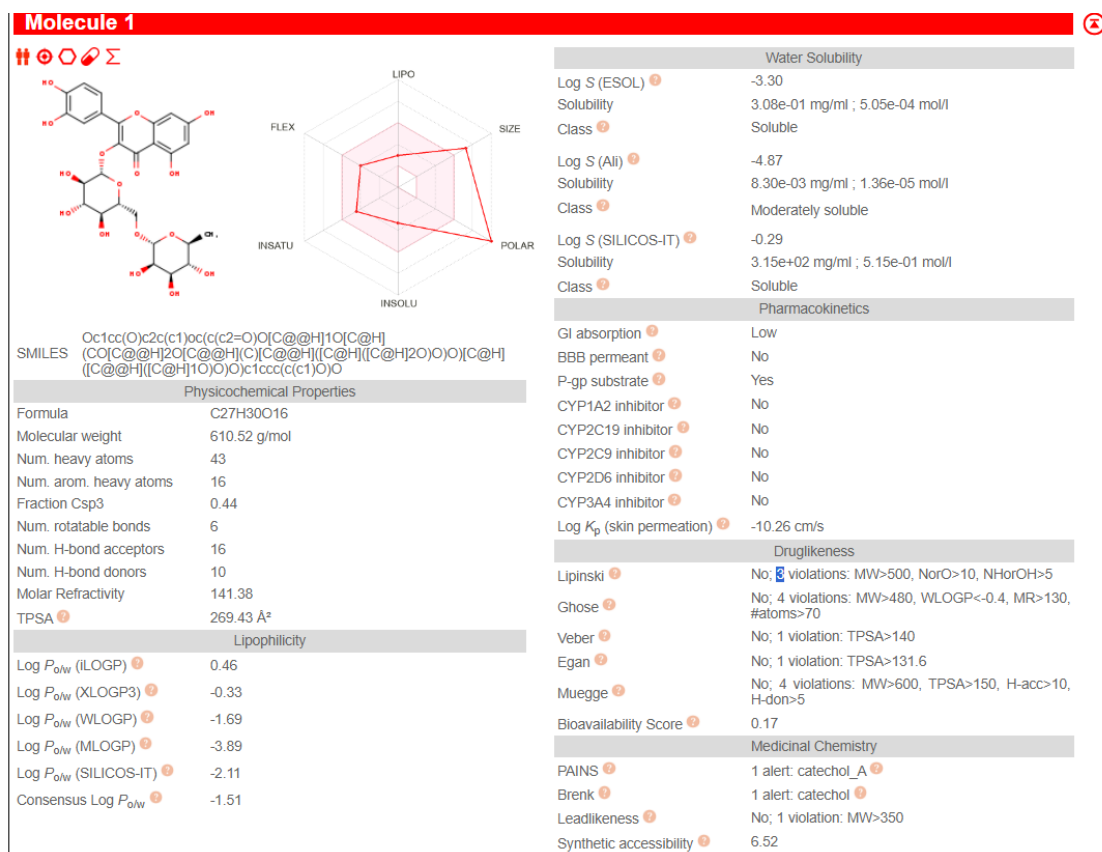 Molecule 1
LIPO
FLEX
SIZE
INSATU
POLAR
INSOLU
HO
HO
O
OH
O
O
OH
HO
O
HO
OH
O
O
CH
HO
OH
OH
SMILES
Oc1cc(O)c2c(c1)oc(c(c2=O)O[C@@H]1O[C@H]
(CO[C@@H]2O[C@@H](C)[C@@H]([C@H]([C@H]2O)O)O)[C@H]
([C@@H]([C@H]1O)O)O)c1ccc(c(c1)O)O
Physicochemical Properties
Formula C27H30O16
Molecular weight 610.52 g/mol
Num. heavy atoms 43
Num. arom. heavy atoms 16
Fraction Csp3 0.44
Num. rotatable bonds 6
Num. H-bond acceptors 16
Num. H-bond donors 10
Molar Refractivity 141.38
TPSA ? 269.43 Å²
Lipophilicity
Log Po/w (iLOGP) ? 0.46
Log Po/w (XLOGP3) ? -0.33
Log Po/w (WLOGP) ? -1.69
Log Po/w (MLOGP) ? -3.89
Log Po/w (SILICOS-IT) ? -2.11
Consensus Log Po/w ? -1.51
Water Solubility
Log S (ESOL) ? -3.30
Solubility 3.08e-01 mg/ml ; 5.05e-04 mol/l
Class ? Soluble
Log S (Ali) ? -4.87
Solubility 8.30e-03 mg/ml ; 1.36e-05 mol/l
Class ? Moderately soluble
Log S (SILICOS-IT) ? -0.29
Solubility 3.15e+02 mg/ml ; 5.15e-01 mol/l
Class ? Soluble
Pharmacokinetics
GI absorption ? Low
BBB permeant ? No
P-gp substrate ? Yes
CYP1A2 inhibitor ? No
CYP2C19 inhibitor ? No
CYP2C9 inhibitor ? No
CYP2D6 inhibitor ? No
CYP3A4 inhibitor ? No
Log Kp (skin permeation) ? -10.26 cm/s
Druglikeness
Lipinski ? No; 3 violations: MW>500, NorO>10, NHorOH>5
Ghose ? No; 4 violations: MW>480, WLOGP<-0.4, MR>130,
#atoms>70
Veber ? No; 1 violation: TPSA>140
Egan ? No; 1 violation: TPSA>131.6
Muegge ? No; 4 violations: MW>600, TPSA>150, H-acc>10,
H-don>5
Bioavailability Score ? 0.17
Medicinal Chemistry
PAINS ? 1 alert: catechol_A ?
Brenk ? 1 alert: catechol ?
Leadlikeness ? No; 1 violation: MW>350
Synthetic accessibility ? 6.52